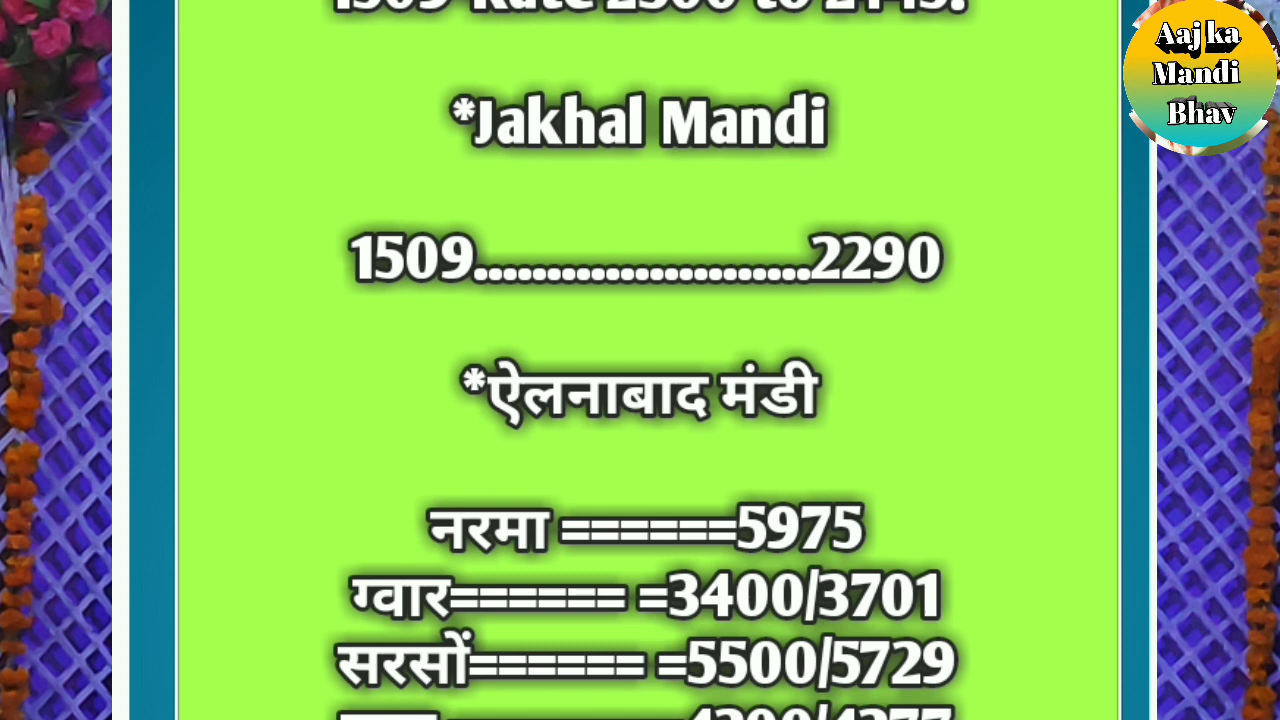 *Jakhal Mandi
1509.......................2290
*ऐलनाबाद मंडी
नरमा ======5975
ग्वार====== =3400/3701
सरसों====== =5500/5729
Aaj ka
Mandi
Bhav